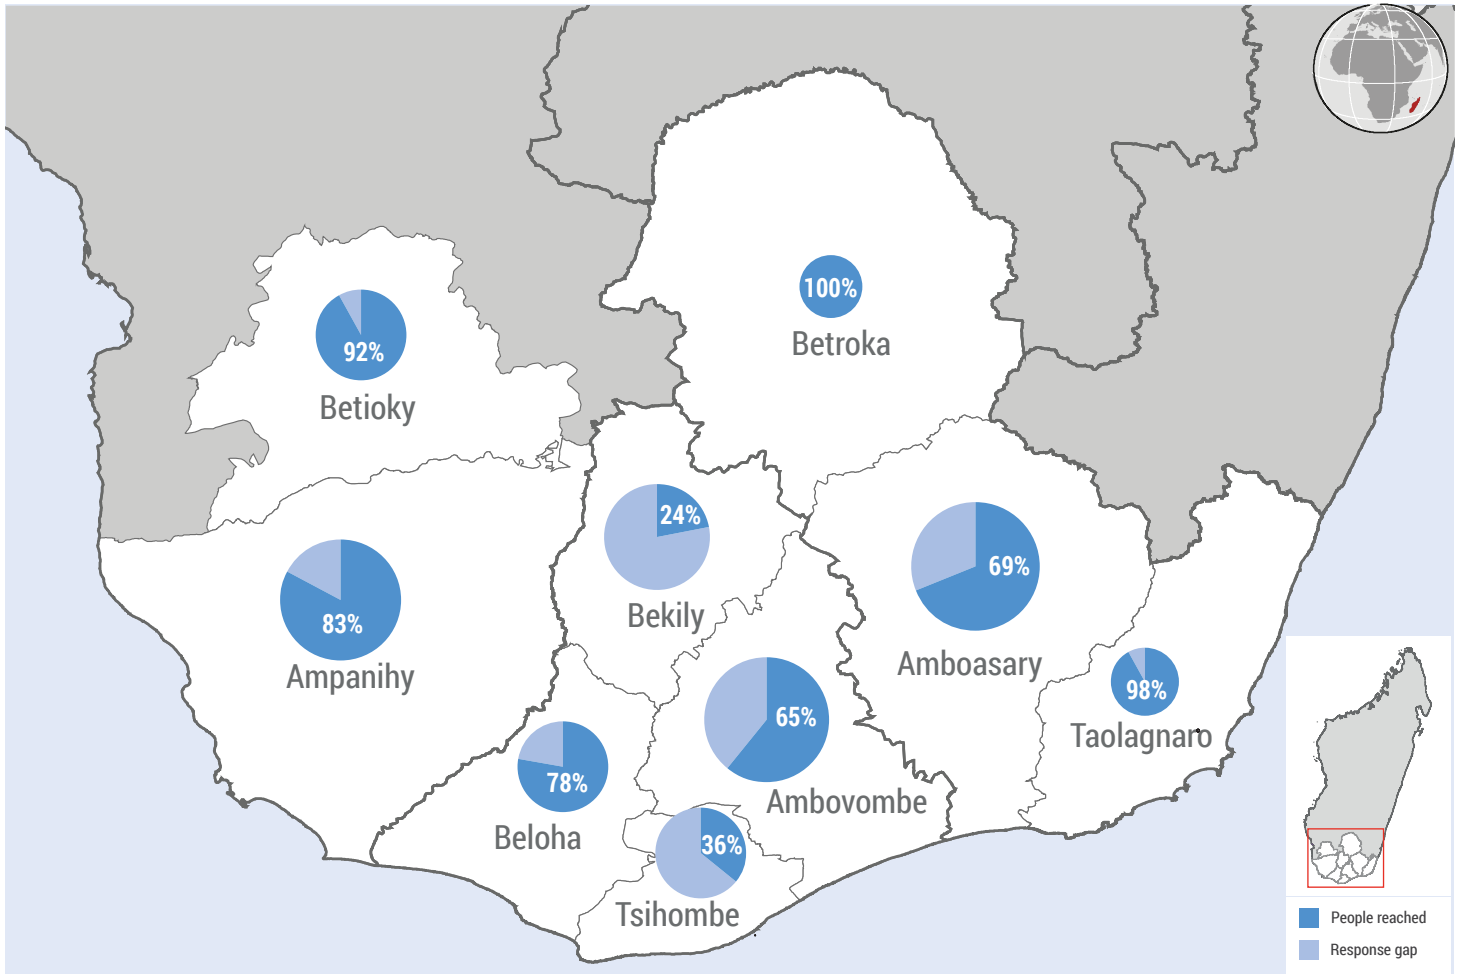 100%
Betroka
92%
Betioky
24%
Bekily
69%
Amboasary
83%
Ampanihy
98%
Taolagnaro
65%
Ambovombe
78%
Beloha
36%
Tsihombe
People reached
Response gap